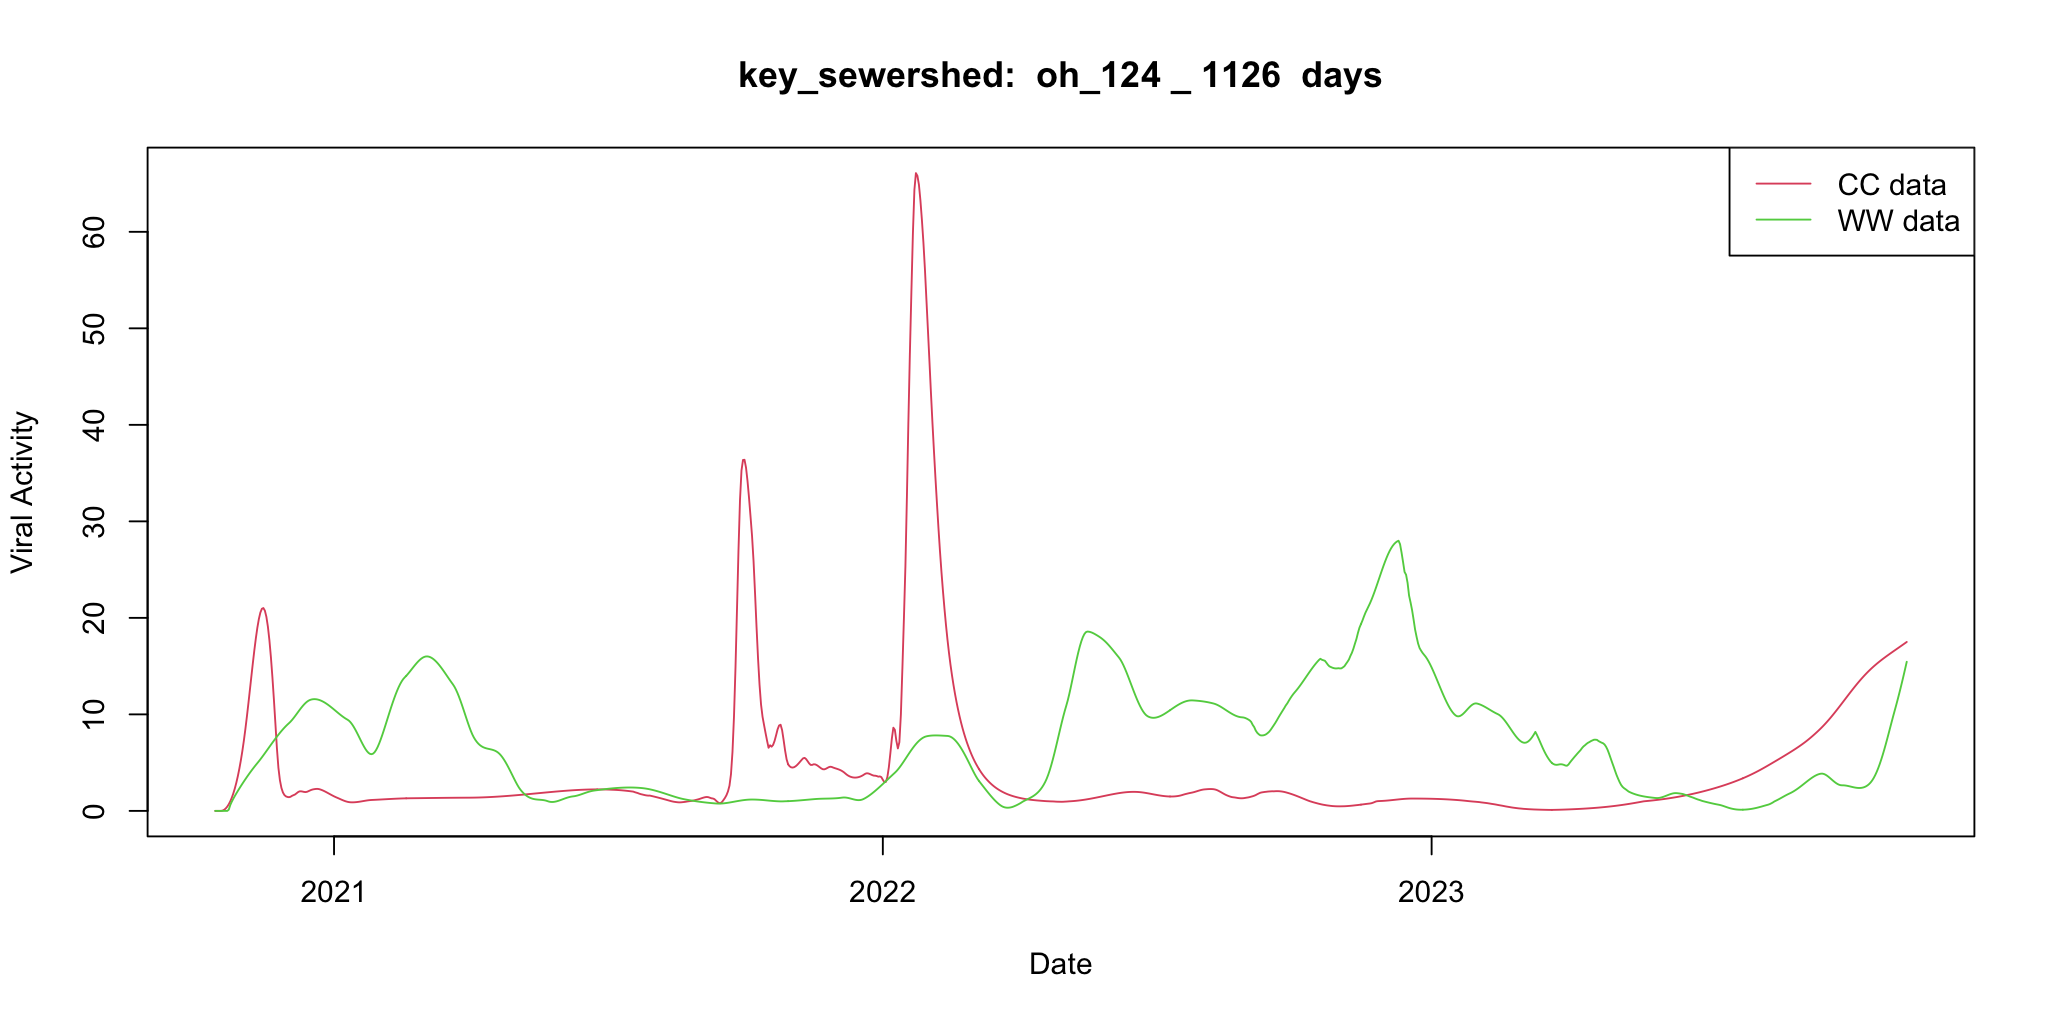 key_sewershed:  oh_124 _ 1126  days
CC data
WW data
Viral Activity
60
50
40
30
20
10
0
2021
2022
2023
Date